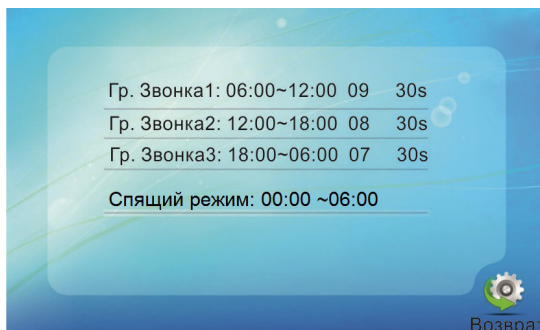 Гр. Звонка1: 06:00~12:00 09 30s
Гр. Звонка2: 12:00~18:00 08 30s
Гр. Звонка3: 18:00~06:00 07 30s
Спящий режим: 00:00 ~06:00
Возврат